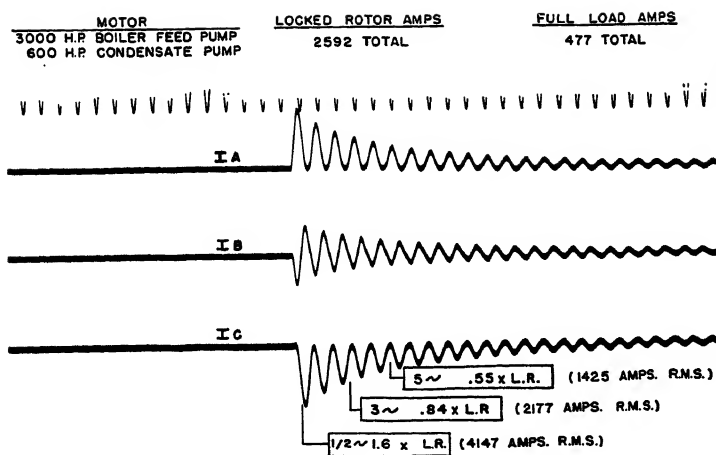 MOTOR LOCKED ROTOR AMPS FULL LOAD AMPS
3000 H.P. BOILER FEED PUMP
600 H.P. CONDENSATE PUMP
2592 TOTAL 477 TOTAL
IA
IB
IC
5~ .55 x L.R. (1425 AMPS. R.M.S.)
3~ .84 x L.R (2177 AMPS. R.M.S.)
1/2~1.6 x L.R. (4147 AMPS. R.M.S.)